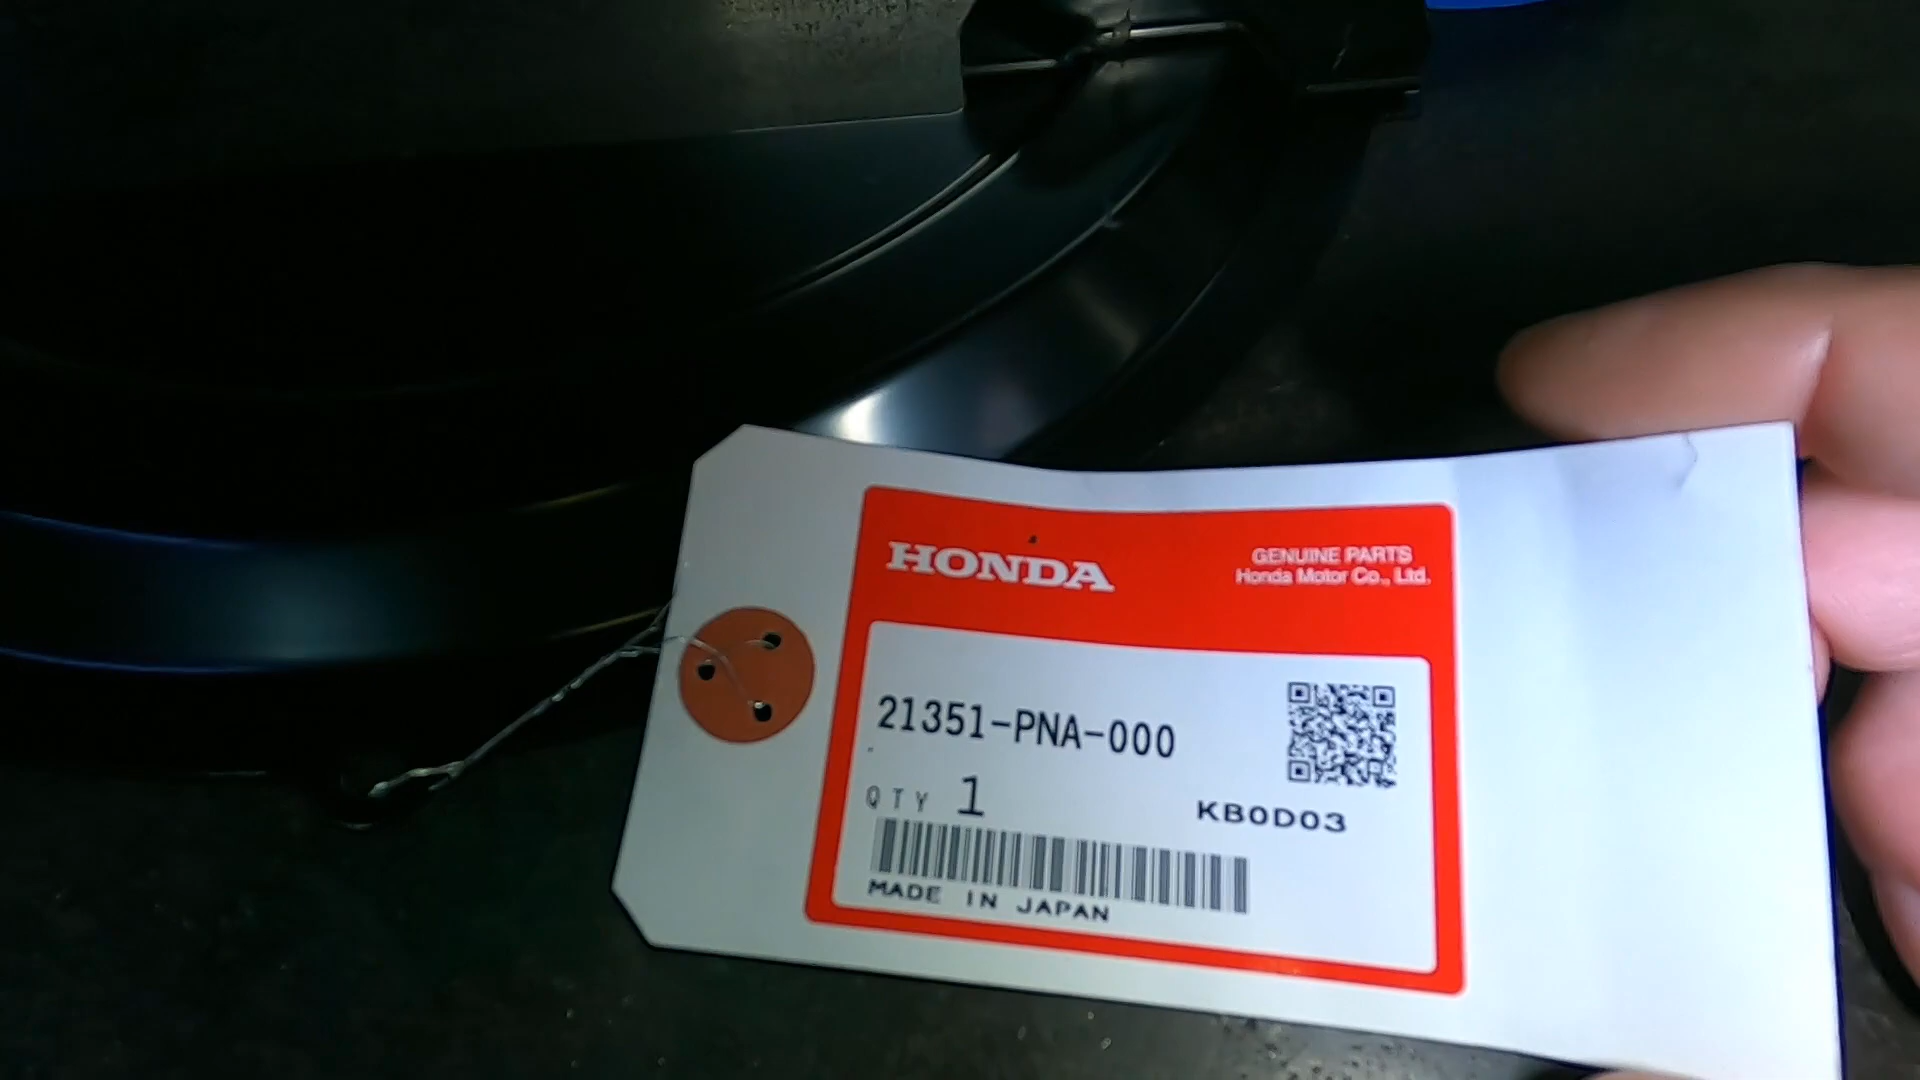 HONDA
GENUINE PARTS
Honda Motor Co., Ltd.
21351-PNA-000
QTY 1
KB0D03
MADE IN JAPAN